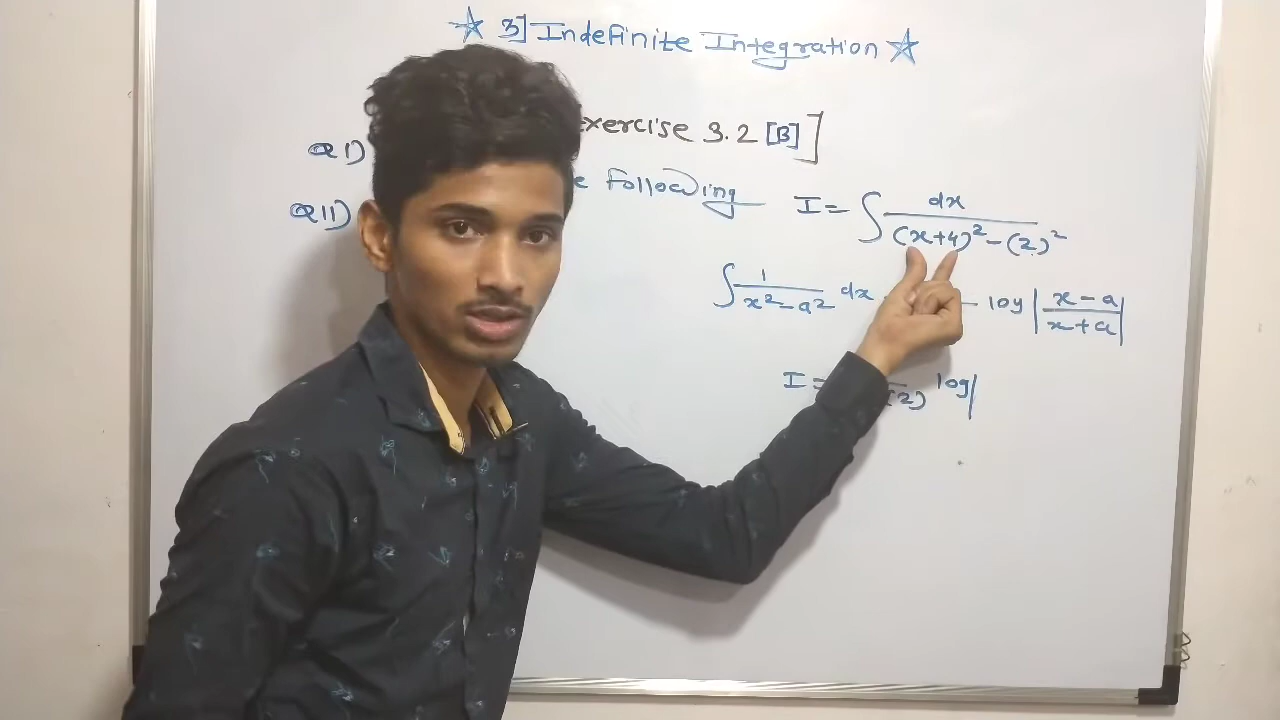 ☆ 3] Indefinite Integration ☆
Exercise 3.2 [B]]
Q1)
Following
Q11)
I = ∫ dx / (x+4)² - (2)²
∫ 1 / x² - a² dx log | x - a / x + a |
I = (2) log |